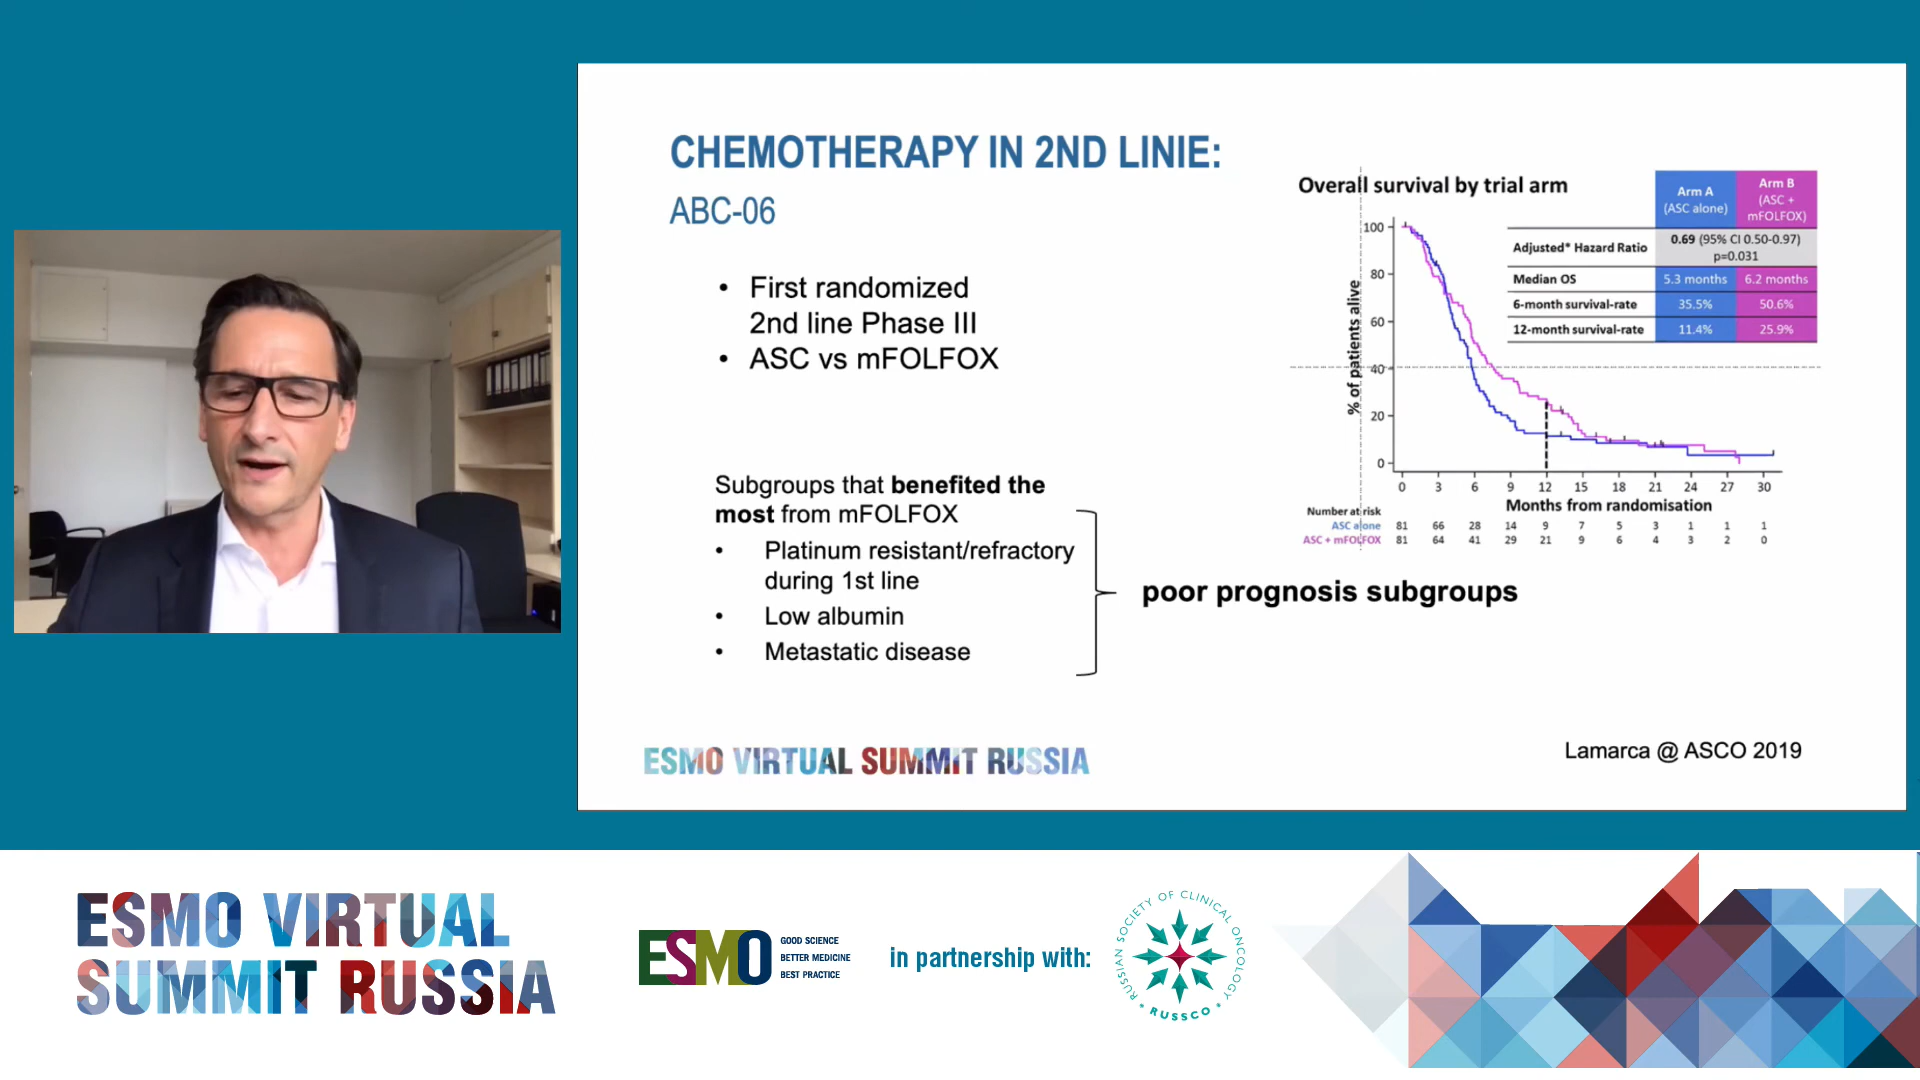 CHEMOTHERAPY IN 2ND LINIE:
ABC-06
• First randomized
2nd line Phase III
• ASC vs mFOLFOX
Subgroups that benefited the
most from mFOLFOX
• Platinum resistant/refractory
during 1st line
• Low albumin
• Metastatic disease
poor prognosis subgroups
Overall survival by trial arm
Arm A
(ASC alone)
Arm B
(ASC +
mFOLFOX)
Adjusted* Hazard Ratio
0.69 (95% CI 0.50-0.97)
p=0.031
Median OS 5.3 months 6.2 months
6-month survival-rate 35.5% 50.6%
12-month survival-rate 11.4% 25.9%
% of patients alive
100
80
60
40
20
0
0 3 6 9 12 15 18 21 24 27 30
Months from randomisation
Number at risk
ASC alone 81 66 28 14 9 7 5 3 1 1 1
ASC + mFOLFOX 81 64 41 29 21 9 6 4 3 2 0
ESMO VIRTUAL SUMMIT RUSSIA
Lamarca @ ASCO 2019
ESMO VIRTUAL
SUMMIT RUSSIA
ESMO
GOOD SCIENCE
BETTER MEDICINE
BEST PRACTICE
in partnership with:
RUSSIAN SOCIETY OF CLINICAL ONCOLOGY
* RUSSCO *